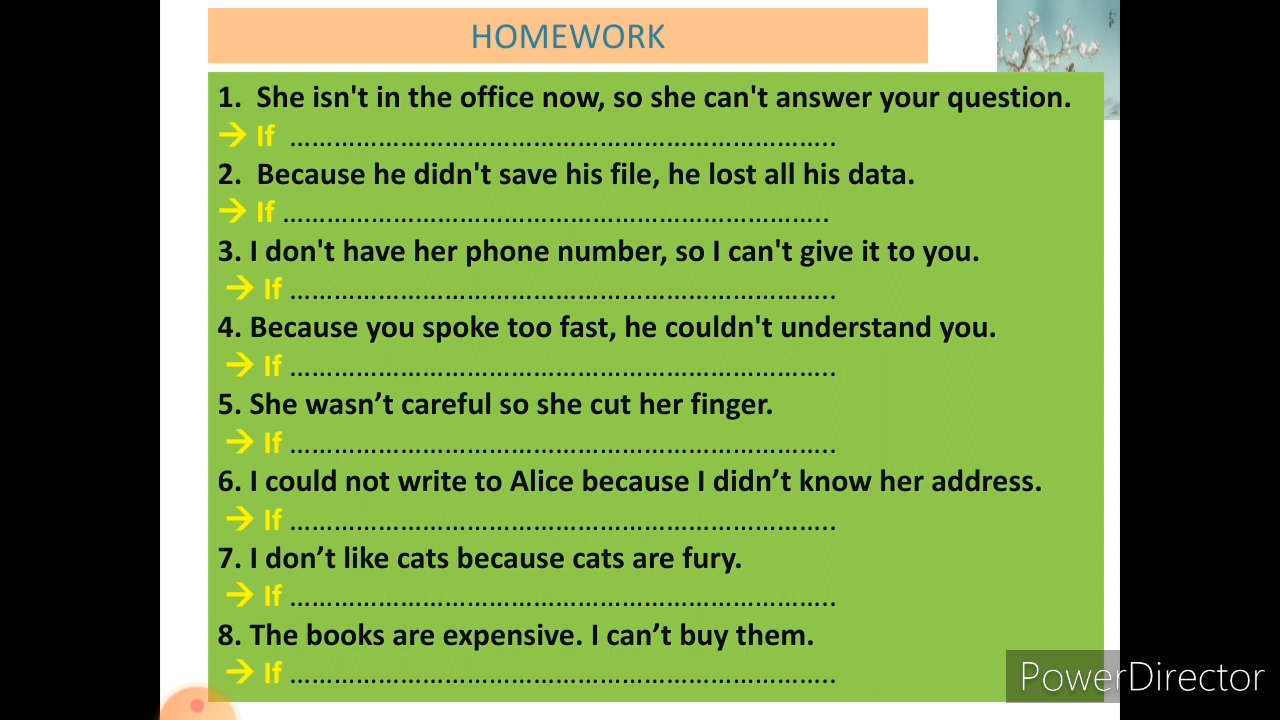 HOMEWORK
1. She isn't in the office now, so she can't answer your question.
→ If …………………………………………………………..
2. Because he didn't save his file, he lost all his data.
→ If …………………………………………………………..
3. I don't have her phone number, so I can't give it to you.
→ If …………………………………………………………..
4. Because you spoke too fast, he couldn't understand you.
→ If …………………………………………………………..
5. She wasn’t careful so she cut her finger.
→ If …………………………………………………………..
6. I could not write to Alice because I didn’t know her address.
→ If …………………………………………………………..
7. I don’t like cats because cats are fury.
→ If …………………………………………………………..
8. The books are expensive. I can’t buy them.
→ If …………………………………………………………..
PowerDirector